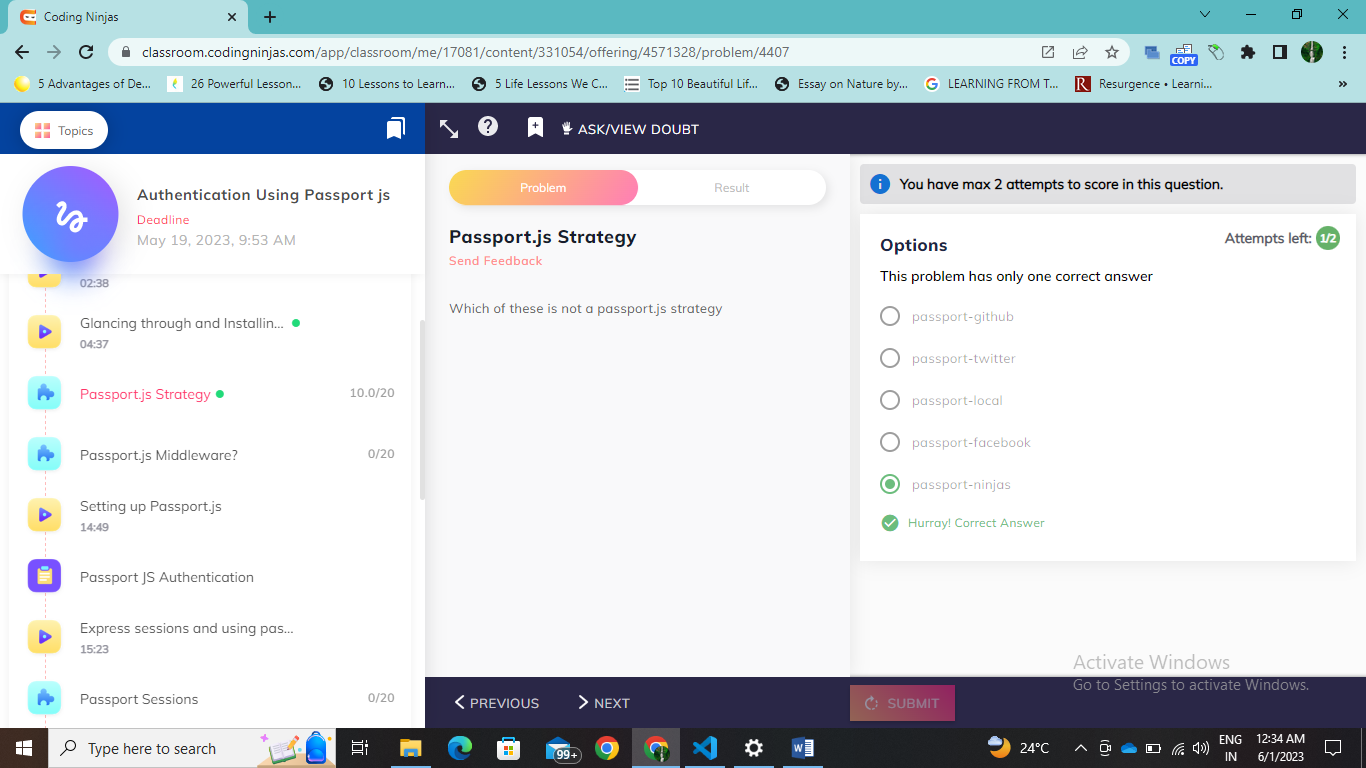 Coding Ninjas
classroom.codingninjas.com/app/classroom/me/17081/content/331054/offering/4571328/problem/4407
COPY
5 Advantages of De...
26 Powerful Lesson...
10 Lessons to Learn...
5 Life Lessons We C...
Top 10 Beautiful Lif...
Essay on Nature by...
LEARNING FROM T...
Resurgence • Learni...
»
Topics
ASK/VIEW DOUBT
Authentication Using Passport js
Deadline
May 19, 2023, 9:53 AM
02:38
Glancing through and Installin...
04:37
Passport.js Strategy
10.0/20
Passport.js Middleware?
0/20
Setting up Passport.js
14:49
Passport JS Authentication
Express sessions and using pas...
15:23
Passport Sessions
0/20
Problem
Result
Passport.js Strategy
Send Feedback
Which of these is not a passport.js strategy
You have max 2 attempts to score in this question.
Options
Attempts left: 1/2
This problem has only one correct answer
passport-github
passport-twitter
passport-local
passport-facebook
passport-ninjas
Hurray! Correct Answer
Activate Windows
Go to Settings to activate Windows.
PREVIOUS
NEXT
SUBMIT
Type here to search
99+
24°C
ENG
IN
12:34 AM
6/1/2023